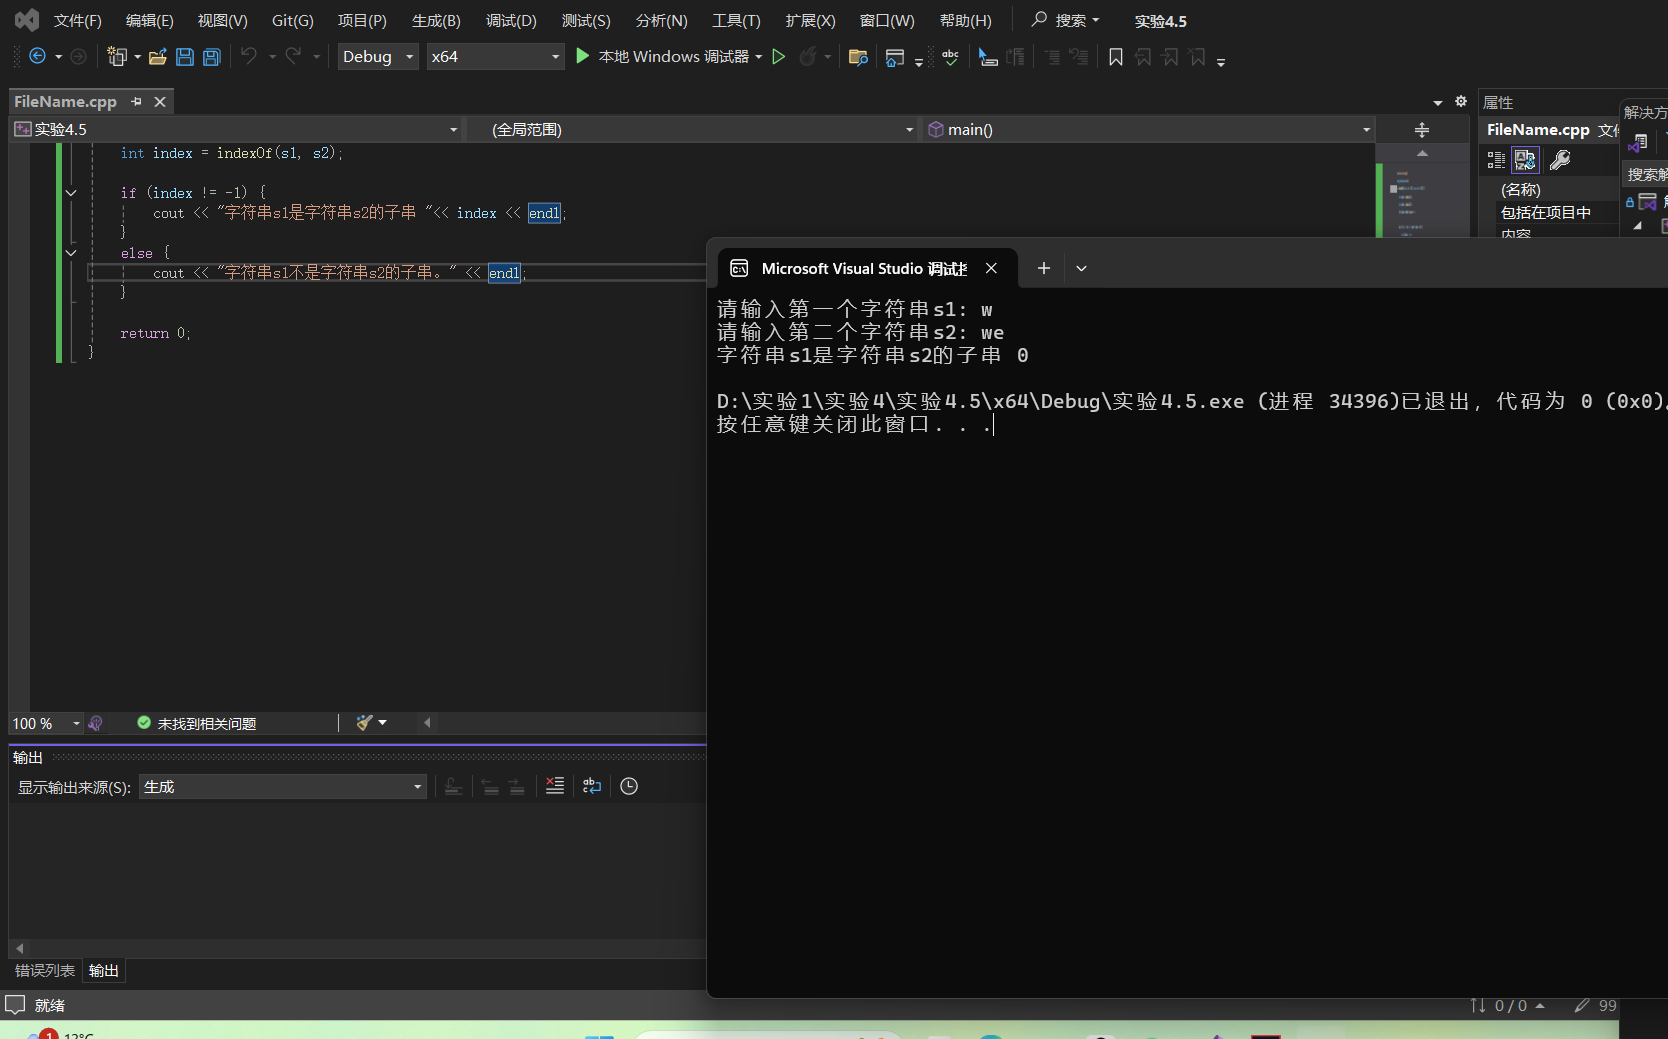 文件(F) 编辑(E) 视图(V) Git(G) 项目(P) 生成(B) 调试(D) 测试(S) 分析(N) 工具(T) 扩展(X) 窗口(W) 帮助(H) 搜索 实验4.5
Debug x64 本地 Windows 调试器
FileName.cpp
实验4.5 (全局范围) main()
int index = indexOf(s1, s2);
if (index != -1) {
cout << "字符串s1是字符串s2的子串 "<< index << endl;
}
else {
cout << "字符串s1不是字符串s2的子串。" << endl;
}
return 0;
}
属性
FileName.cpp
(名称)
包括在项目中
内容
解决方
搜索解
Microsoft Visual Studio 调试
请输入第一个字符串s1: w
请输入第二个字符串s2: we
字符串s1是字符串s2的子串 0
D:\实验1\实验4\实验4.5\x64\Debug\实验4.5.exe (进程 34396)已退出，代码为 0 (0x0)。
按任意键关闭此窗口. . .
100 % 未找到相关问题
输出
显示输出来源(S): 生成
错误列表 输出
就绪
0 / 0 99
1 12°C